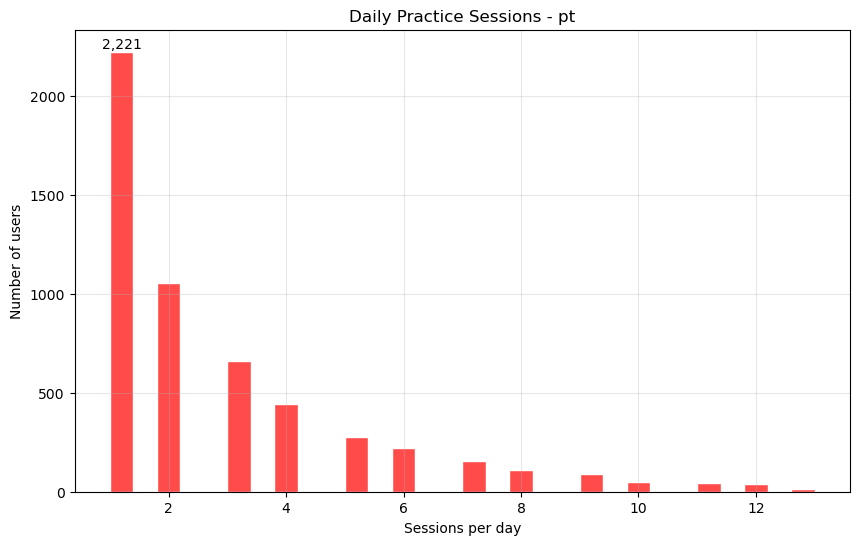 Daily Practice Sessions - pt
2,221
2000
1500
1000
500
0
Number of users
2 4 6 8 10 12
Sessions per day